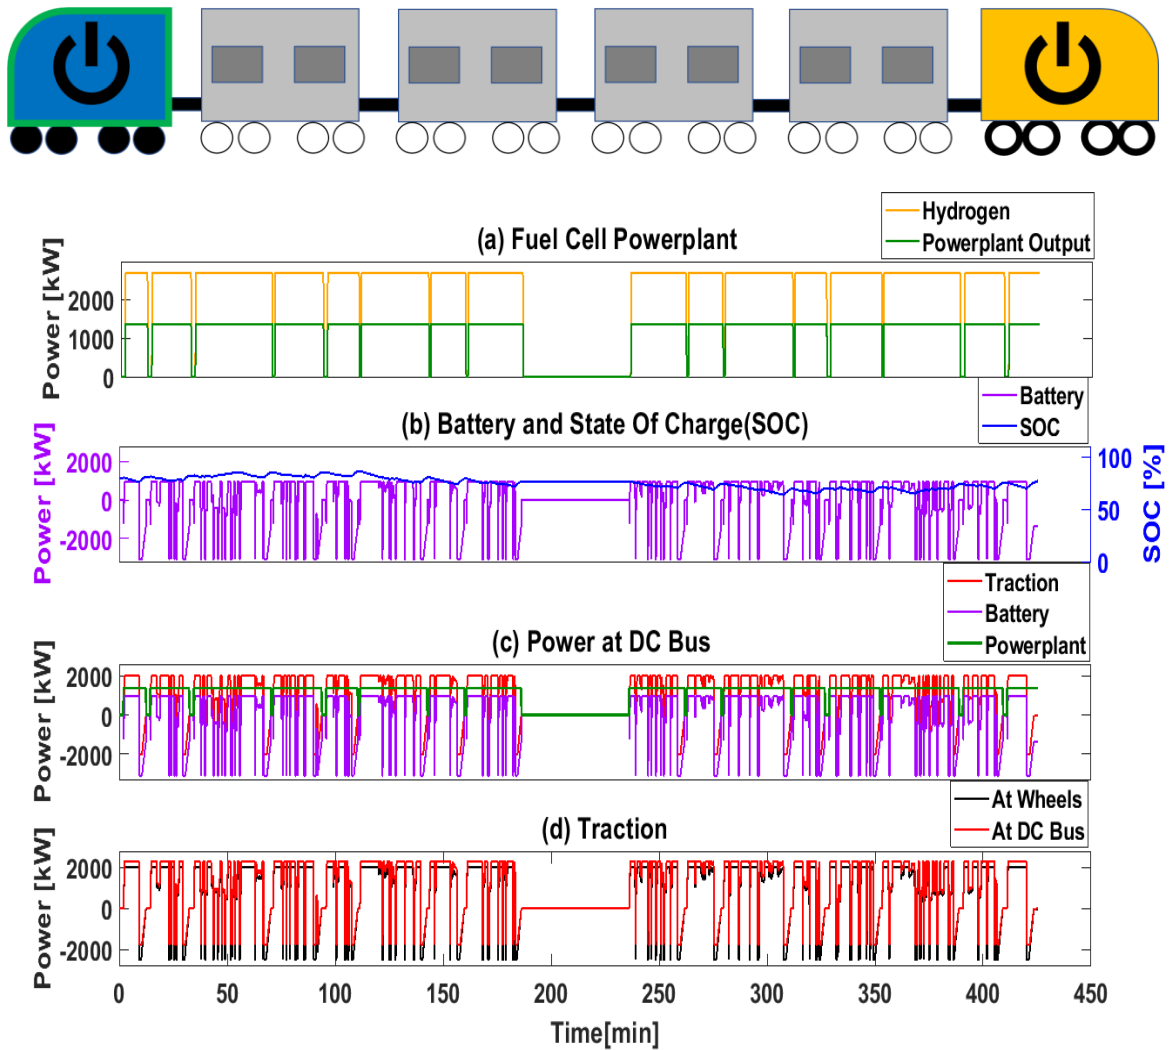 Hydrogen
Powerplant Output
(a) Fuel Cell Powerplant
Power [kW]
2000
1000
0
Battery
SOC
(b) Battery and State Of Charge(SOC)
Power [kW]
2000
0
-2000
100
50
0
SOC [%]
Traction
Battery
Powerplant
(c) Power at DC Bus
Power [kW]
2000
0
-2000
At Wheels
At DC Bus
(d) Traction
Power [kW]
2000
0
-2000
0 50 100 150 200 250 300 350 400 450
Time[min]